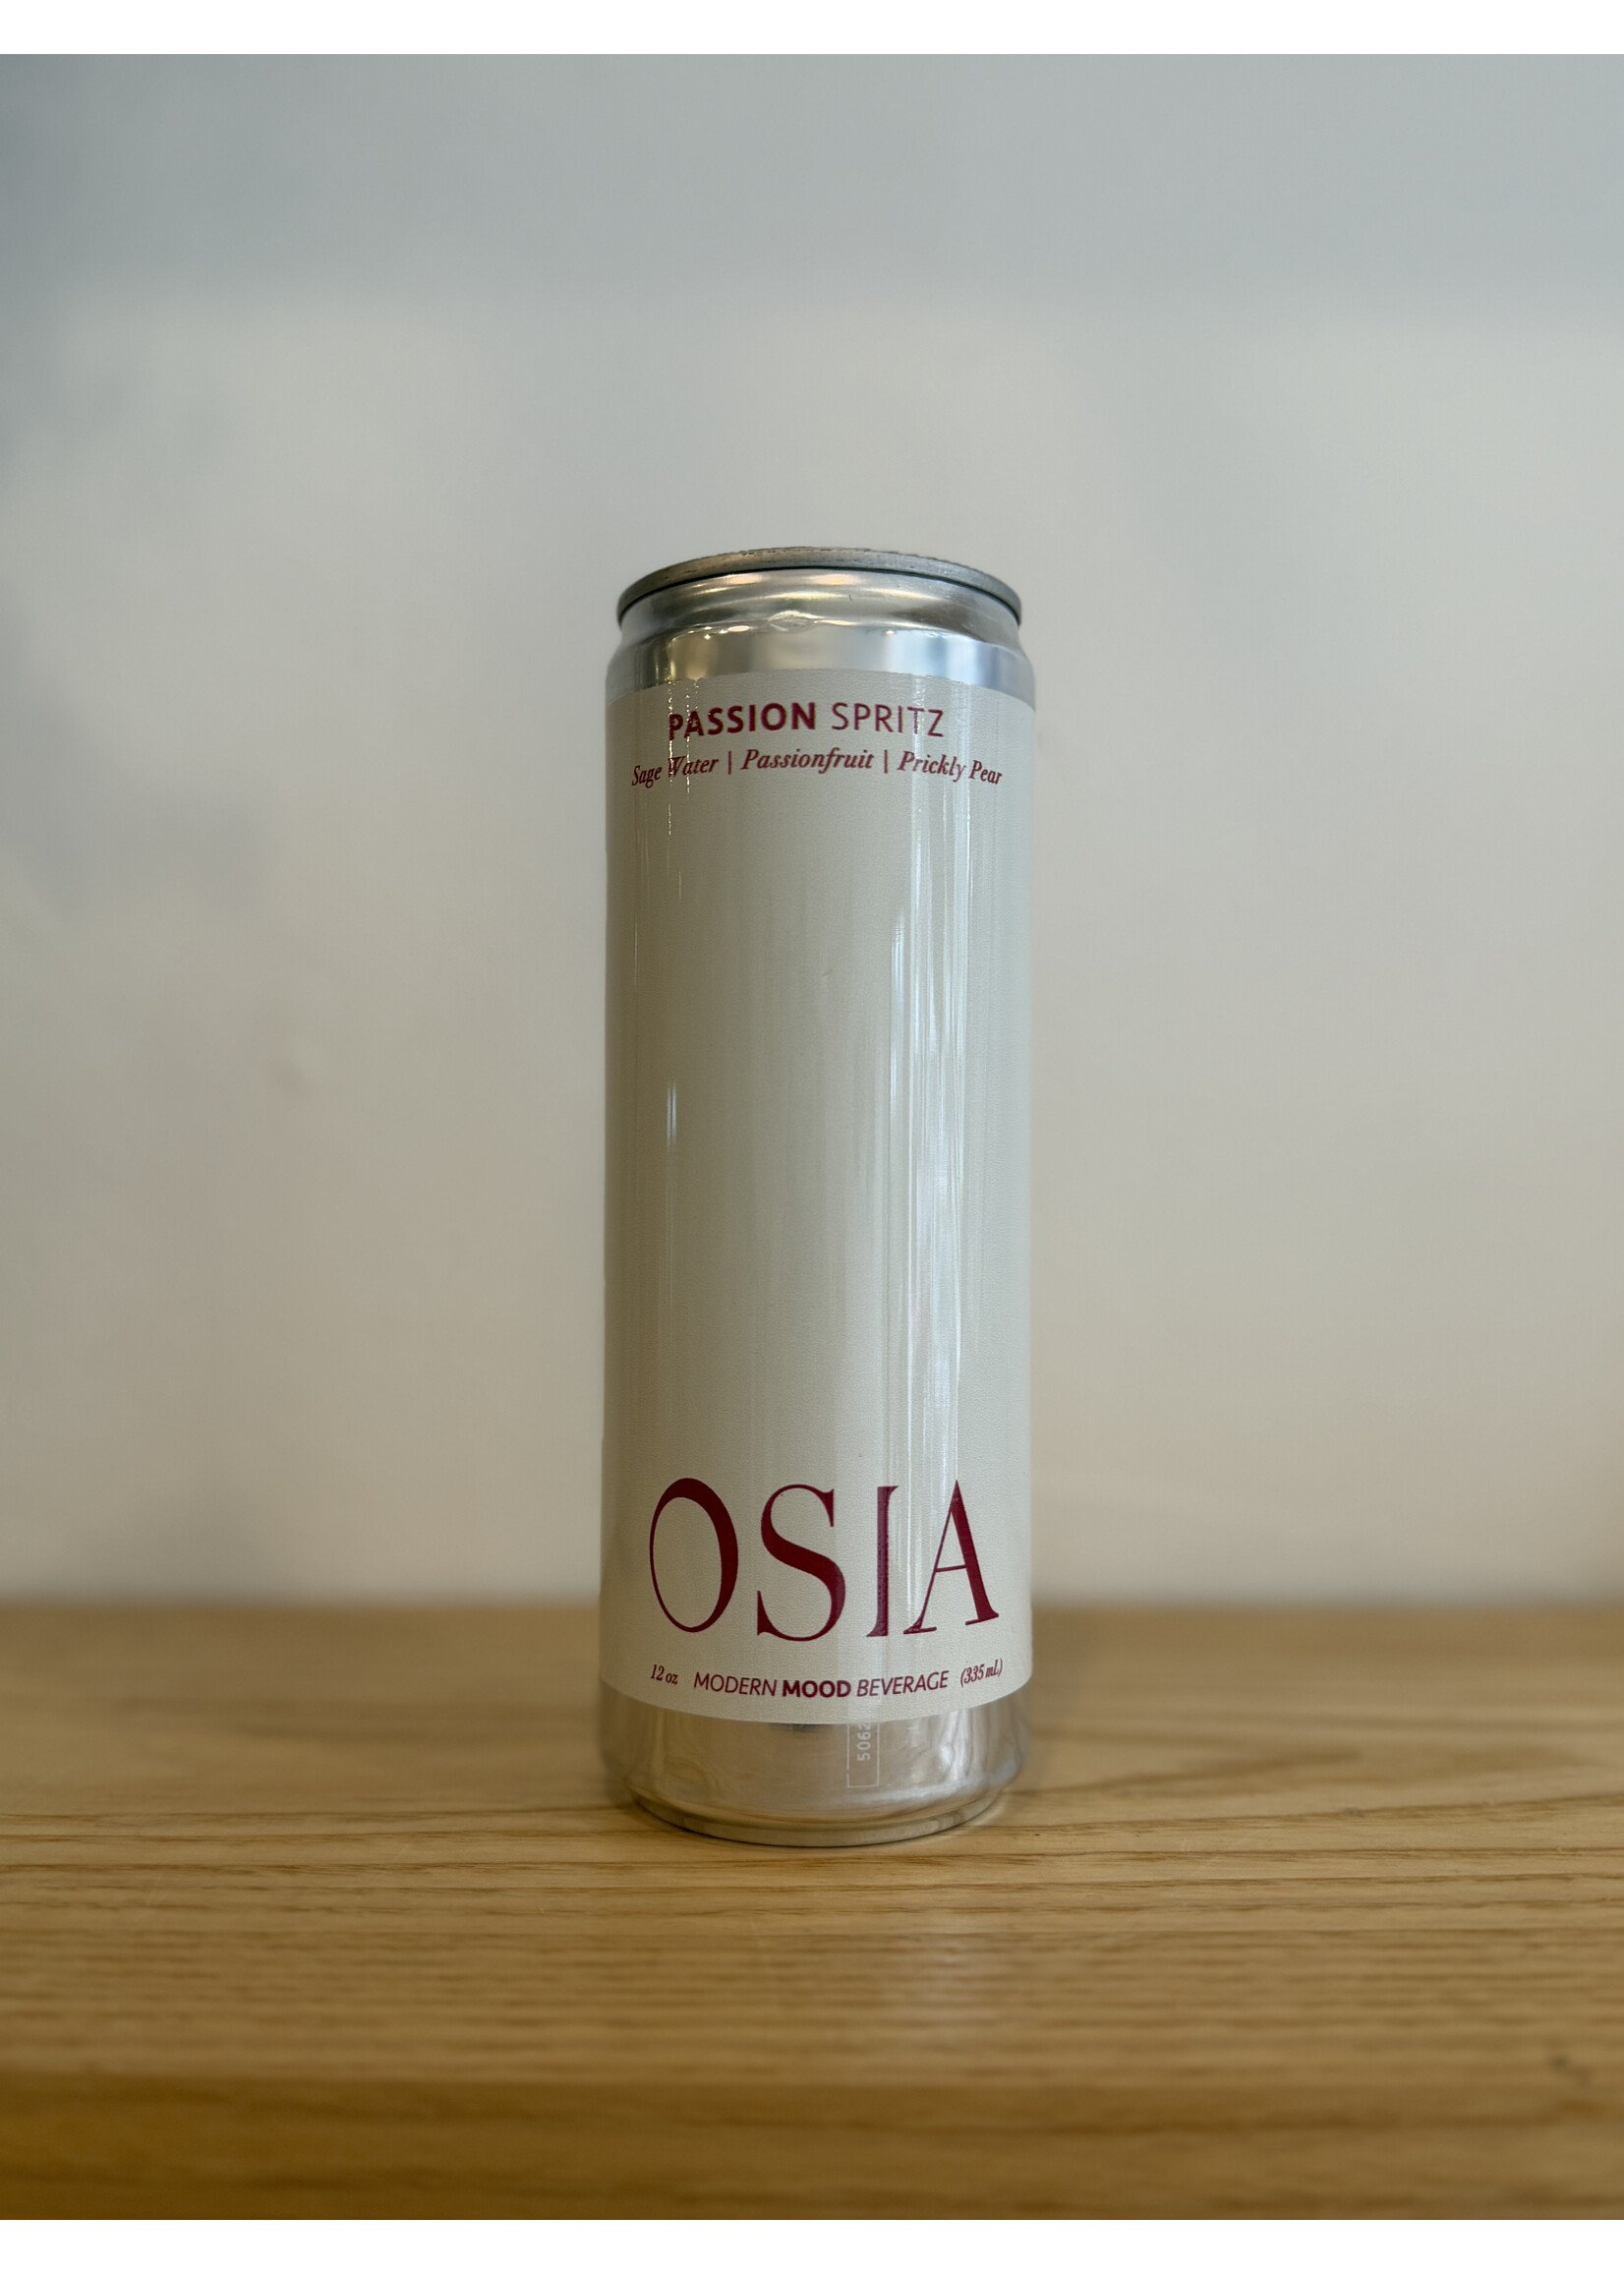 PASSION SPRITZ
Sage Water | Passionfruit | Prickly Pear
OSIA
12 oz MODERN MOOD BEVERAGE (335 mL)